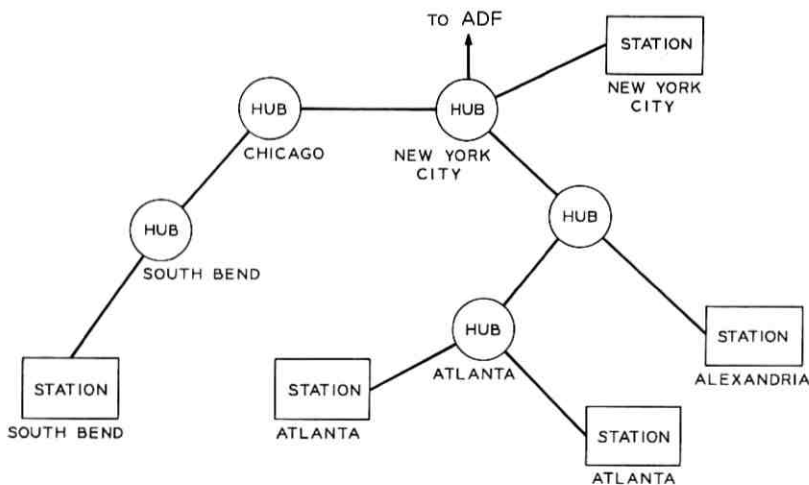 TO ADF
STATION
NEW YORK
CITY
HUB
CHICAGO
HUB
NEW YORK
CITY
HUB
SOUTH BEND
HUB
HUB
ATLANTA
STATION
ALEXANDRIA
STATION
SOUTH BEND
STATION
ATLANTA
STATION
ATLANTA